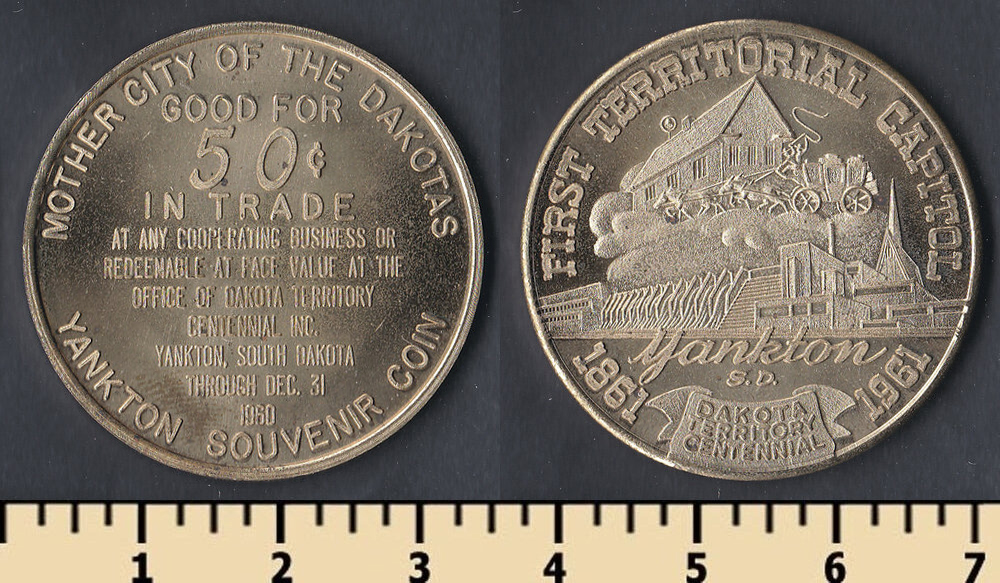 MOTHER CITY OF THE DAKOTAS
GOOD FOR
50¢
IN TRADE
AT ANY COOPERATING BUSINESS OR
REDEEMABLE AT FACE VALUE AT THE
OFFICE OF DAKOTA TERRITORY
CENTENNIAL INC.
YANKTON, SOUTH DAKOTA
THROUGH DEC. 31
1960
YANKTON SOUVENIR COIN
FIRST TERRITORIAL CAPITOL
Yankton
S.D.
1861 1961
DAKOTA
TERRITORY
CENTENNIAL
1 2 3 4 5 6 7